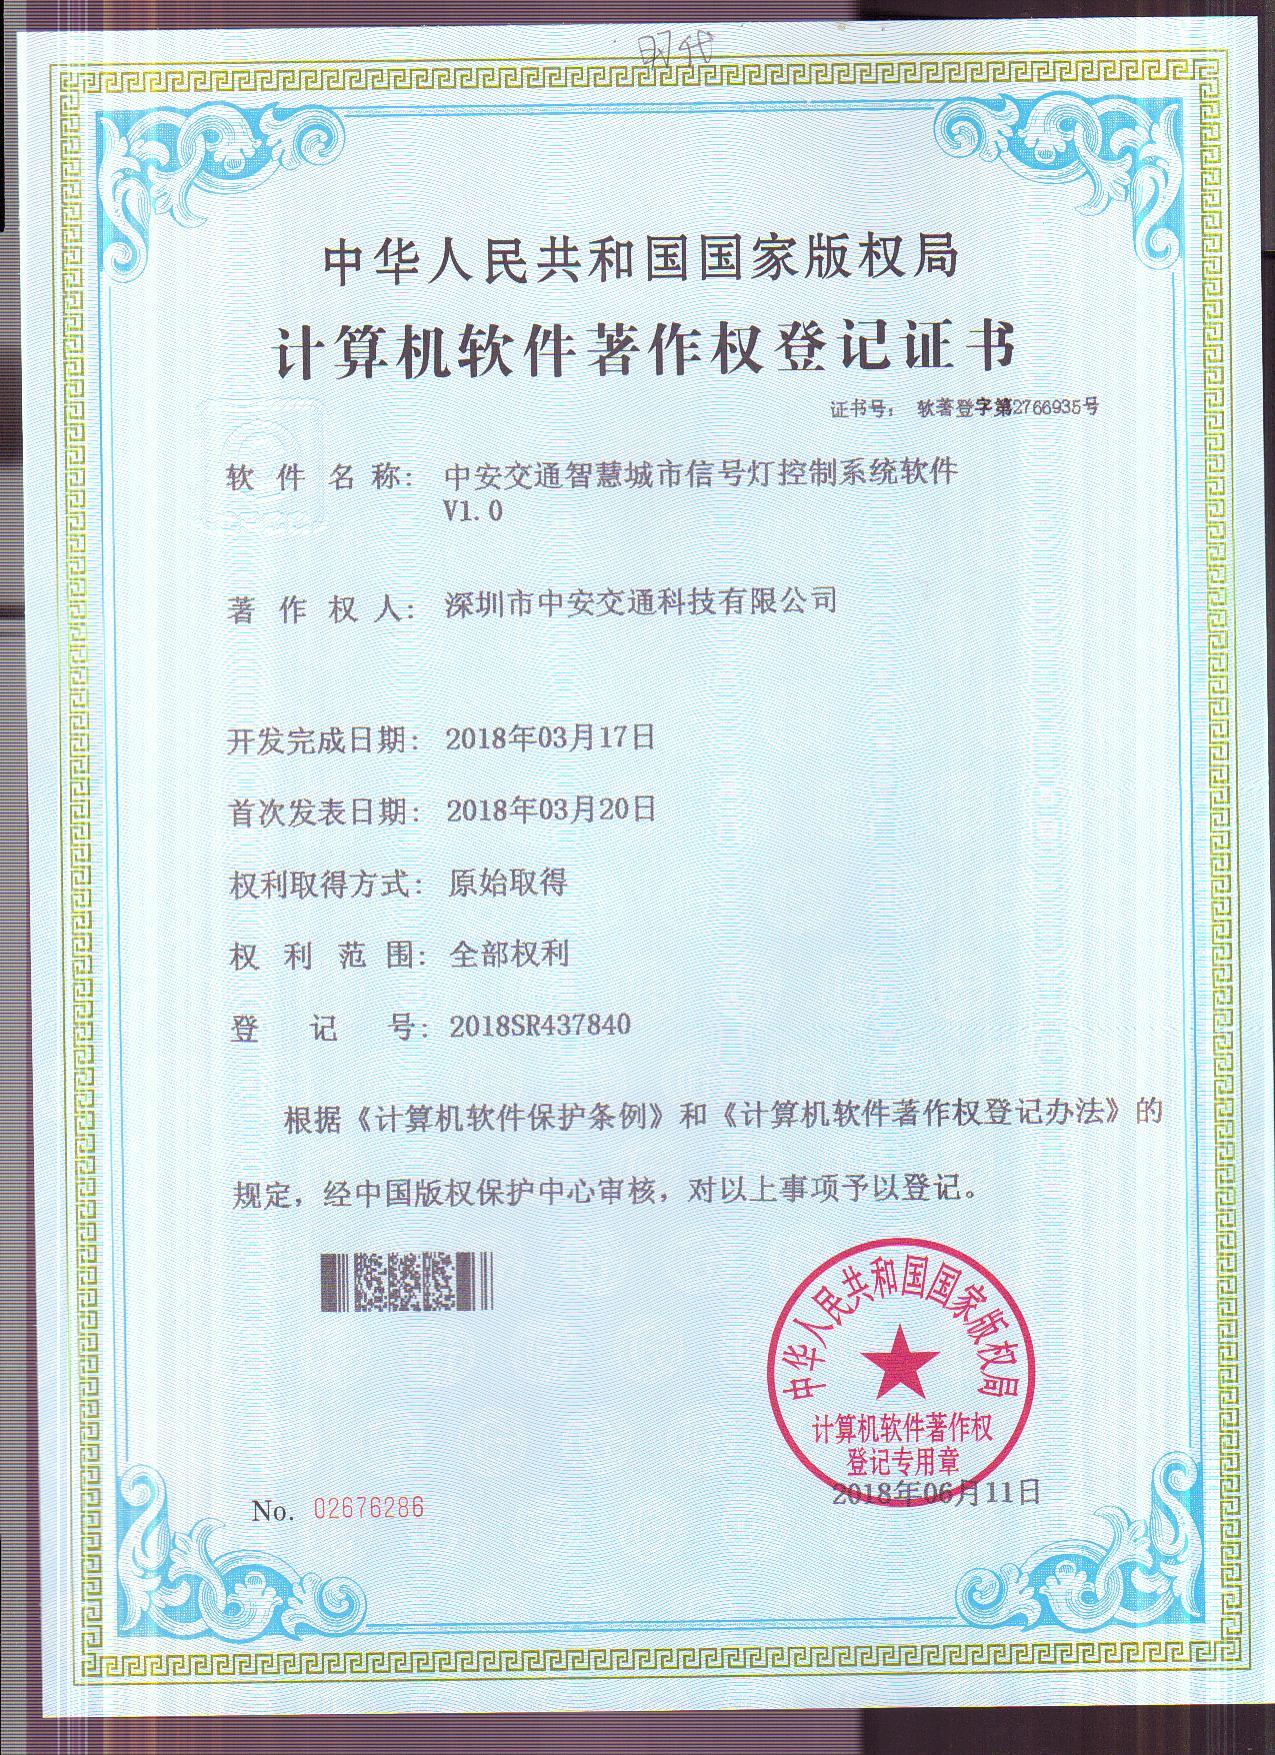 时代
中华人民共和国国家版权局
计算机软件著作权登记证书
证书号： 软著登字第2766935号
软件名称： 中安交通智慧城市信号灯控制系统软件
V1.0
著作权人： 深圳市中安交通科技有限公司
开发完成日期： 2018年03月17日
首次发表日期： 2018年03月20日
权利取得方式： 原始取得
权利范围： 全部权利
登记号： 2018SR437840
根据《计算机软件保护条例》和《计算机软件著作权登记办法》的
规定，经中国版权保护中心审核，对以上事项予以登记。
中华人民共和国国家版权局
计算机软件著作权
登记专用章
2018年06月11日
No. 02676286